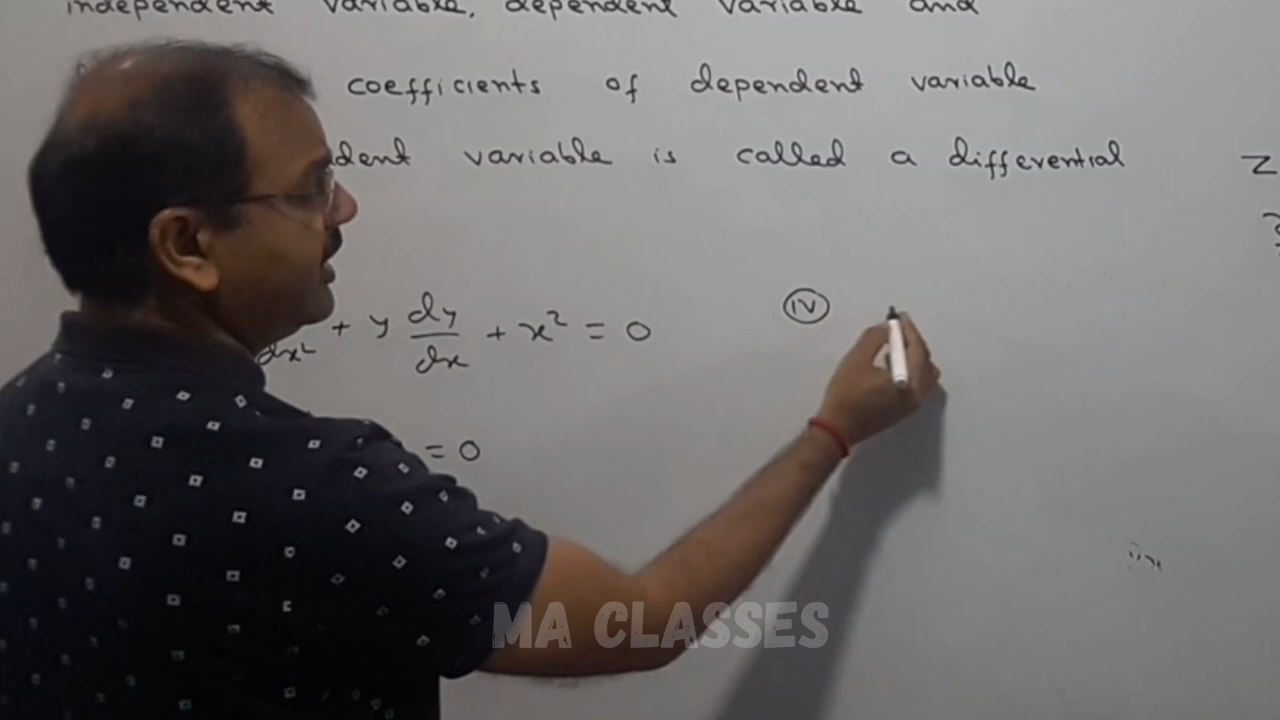 independent variable, dependent variable and
coefficients of dependent variable
dent variable is called a differential
Z
dx² + y dy/dx + x² = 0
(IV)
= 0
MA CLASSES